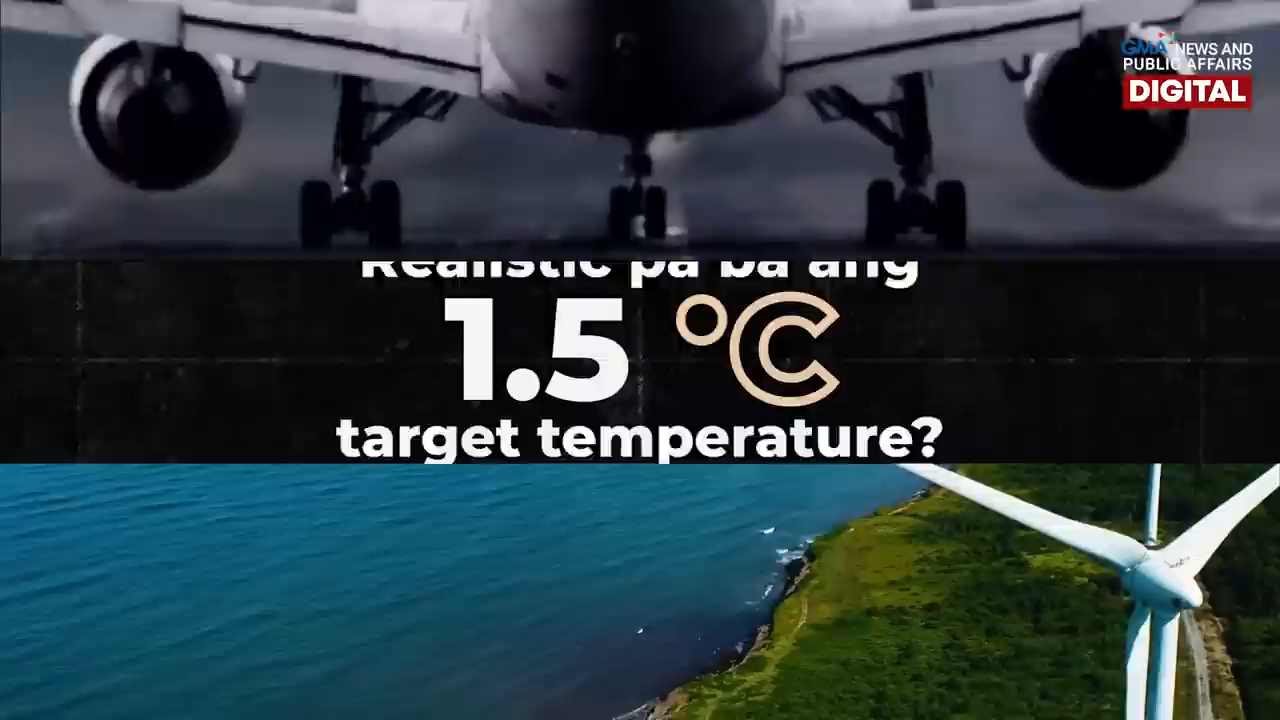 GMA NEWS AND
PUBLIC AFFAIRS
DIGITAL
Realistic pa ba ang
1.5 °C
target temperature?